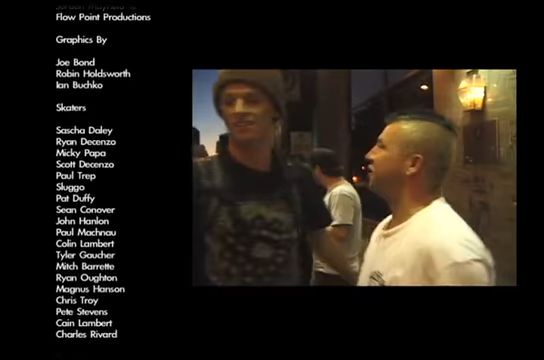 Flow Point Productions
Graphics By
Joe Bond
Robin Holdsworth
Ian Buchko
Skaters
Sascha Daley
Ryan Decenzo
Micky Papa
Scott Decenzo
Paul Trep
Sluggo
Pat Duffy
Sean Conover
John Hanlon
Paul Machnau
Colin Lambert
Tyler Gaucher
Mitch Barrette
Ryan Oughton
Magnus Hanson
Chris Troy
Pete Stevens
Cain Lambert
Charles Rivard